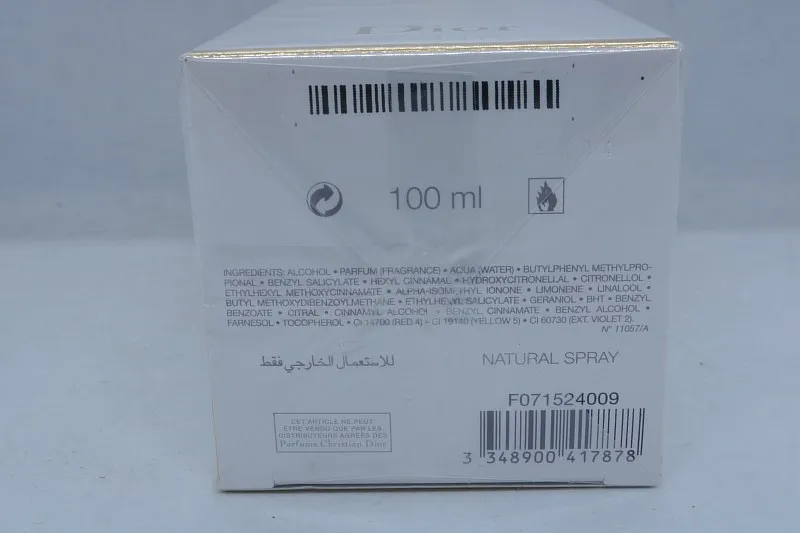 Dior
100 ml
INGREDIENTS: ALCOHOL • PARFUM (FRAGRANCE) • AQUA (WATER) • BUTYLPHENYL METHYLPRO-
PIONAL • BENZYL SALICYLATE • HEXYL CINNAMAL • HYDROXYCITRONELLAL • CITRONELLOL •
ETHYLHEXYL METHOXYCINNAMATE • ALPHA-ISOMETHYL IONONE • LIMONENE • LINALOOL •
BUTYL METHOXYDIBENZOYLMETHANE • ETHYLHEXYL SALICYLATE • GERANIOL • BHT • BENZYL
BENZOATE • CITRAL • CINNAMYL ALCOHOL • BENZYL CINNAMATE • BENZYL ALCOHOL •
FARNESOL • TOCOPHEROL • CI 14700 (RED 4) • CI 19140 (YELLOW 5) • CI 60730 (EXT. VIOLET 2).
N° 11057/A
للاستعمال الخارجي فقط
NATURAL SPRAY
F071524009
CET ARTICLE NE PEUT
ÊTRE VENDU QUE PAR LES
DISTRIBUTEURS AGRÉÉS DES
Parfums Christian Dior
3 348900 417878